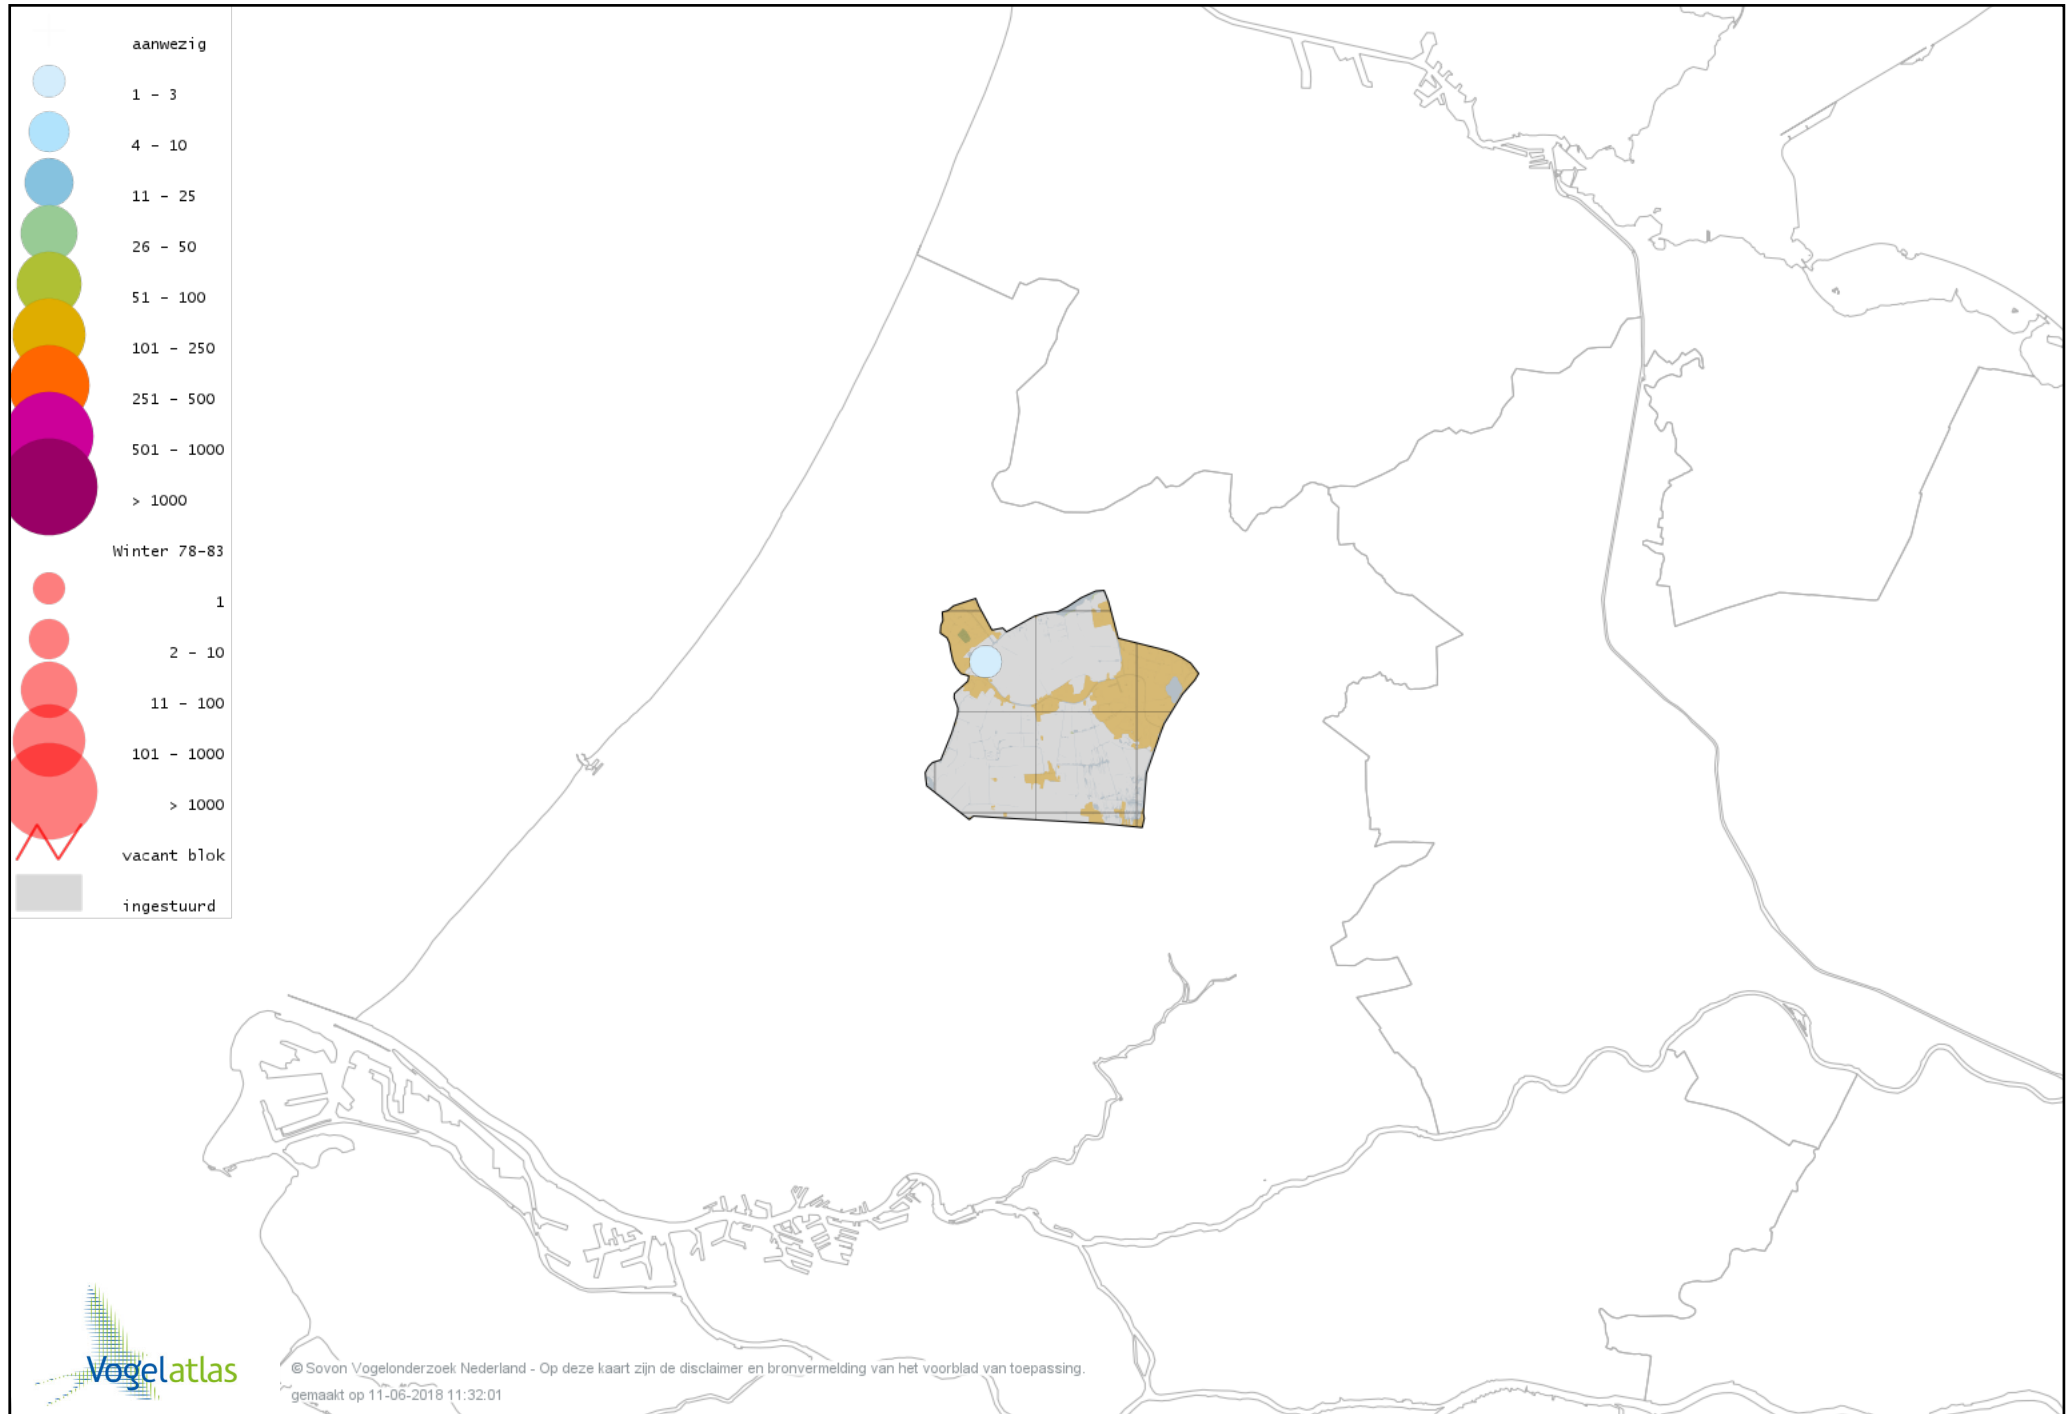 aanwezig
1 - 3
4 - 10
11 - 25
26 - 50
51 - 100
101 - 250
251 - 500
501 - 1000
> 1000
Winter 78-83
1
2 - 10
11 - 100
101 - 1000
> 1000
vacant blok
ingestuurd
Vogelatlas
© Sovon Vogelonderzoek Nederland - Op deze kaart zijn de disclaimer en bronvermelding van het voorblad van toepassing.
gemaakt op 11-06-2018 11:32:01